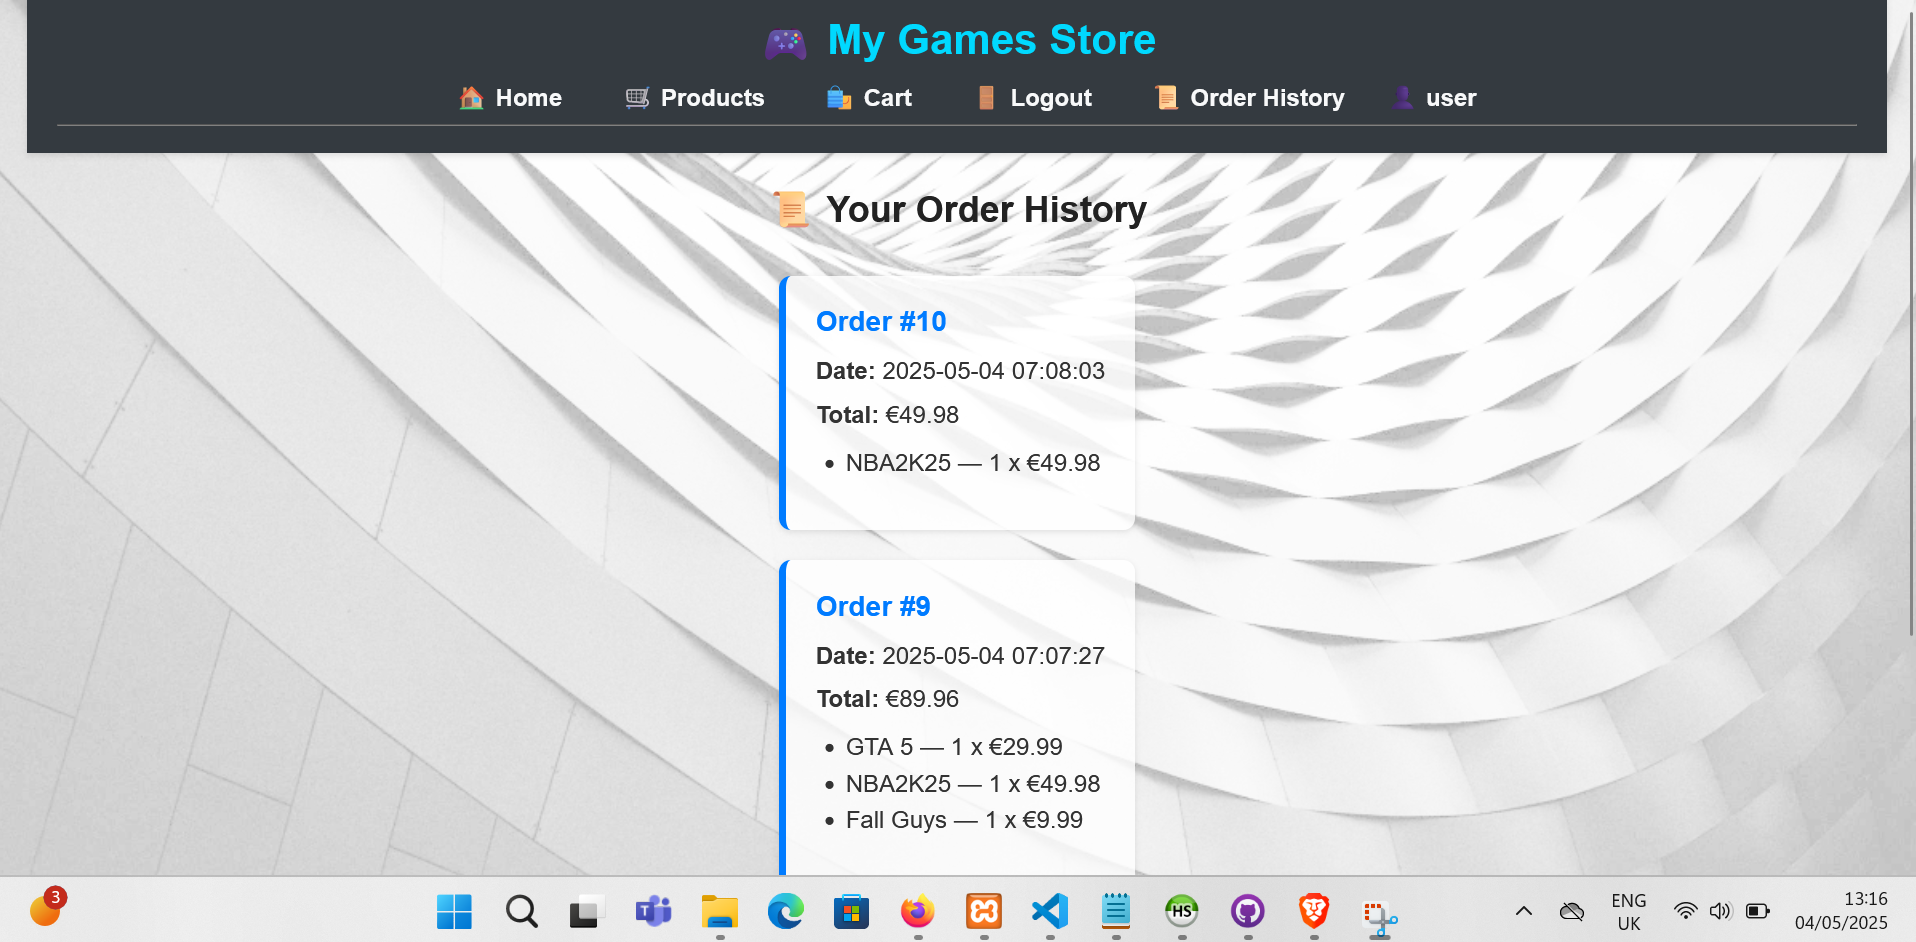 My Games Store
Home Products Cart Logout Order History user
Your Order History
Order #10
Date: 2025-05-04 07:08:03
Total: €49.98
• NBA2K25 — 1 x €49.98
Order #9
Date: 2025-05-04 07:07:27
Total: €89.96
• GTA 5 — 1 x €29.99
• NBA2K25 — 1 x €49.98
• Fall Guys — 1 x €9.99
3
T
HS
ENG
UK
13:16
04/05/2025